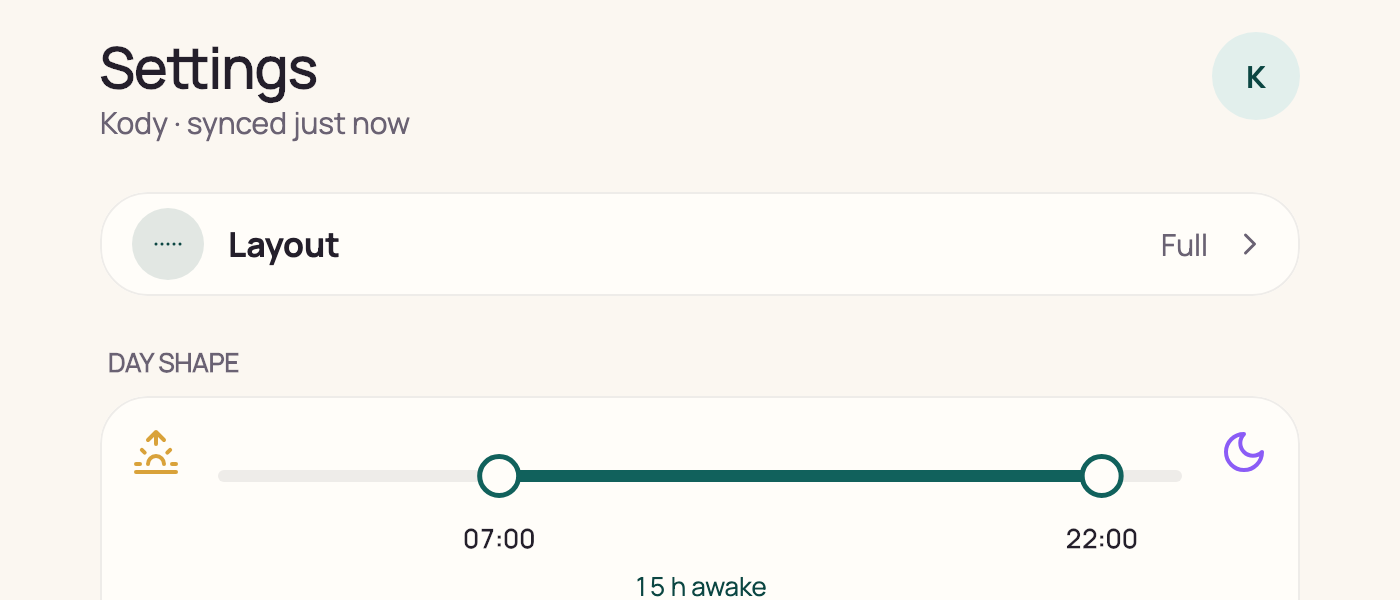 Settings
K
Kody · synced just now
Layout
Full
DAY SHAPE
07:00
22:00
15 h awake